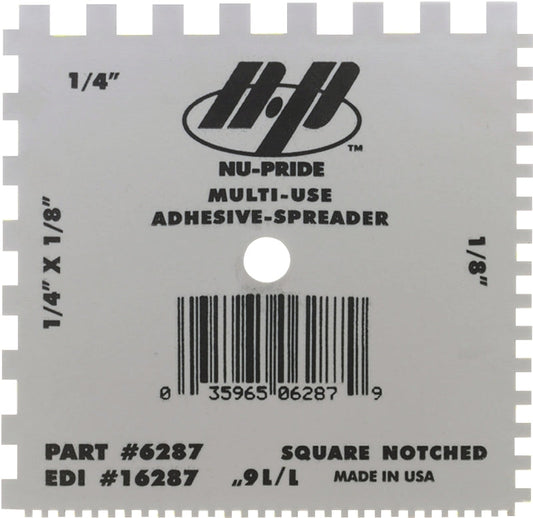 1/4"
N-P
™
NU-PRIDE
MULTI-USE
ADHESIVE-SPREADER
1/4" X 1/8"
1/8"
0 35965 06287 9
PART #6287
SQUARE NOTCHED
EDI #16287
1/16"
MADE IN USA